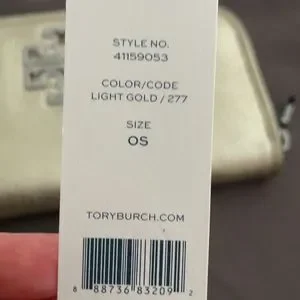 STYLE NO.
41159053
COLOR/CODE
LIGHT GOLD / 277
SIZE
OS
TORYBURCH.COM
8 88736 83209 2